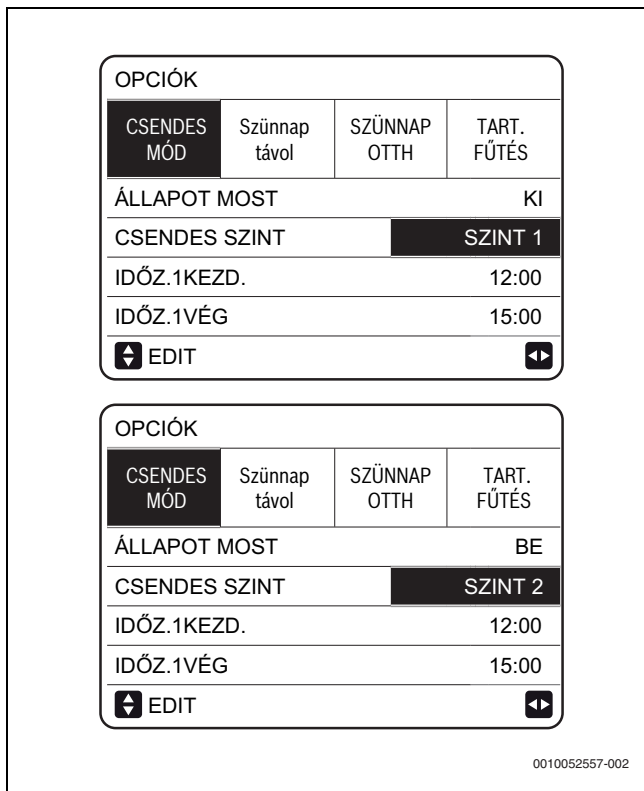 OPCIÓK
CSENDES MÓD Szünnap távol SZÜNNAP OTTH TART. FŰTÉS
ÁLLAPOT MOST KI
CSENDES SZINT SZINT 1
IDŐZ.1KEZD. 12:00
IDŐZ.1VÉG 15:00
EDIT
OPCIÓK
CSENDES MÓD Szünnap távol SZÜNNAP OTTH TART. FŰTÉS
ÁLLAPOT MOST BE
CSENDES SZINT SZINT 2
IDŐZ.1KEZD. 12:00
IDŐZ.1VÉG 15:00
EDIT
0010052557-002